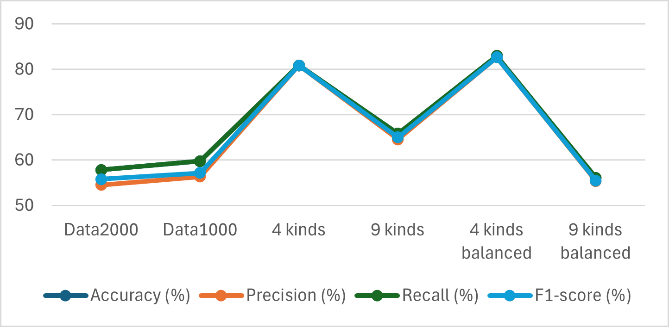 90
80
70
60
50
Data2000 Data1000 4 kinds 9 kinds 4 kinds balanced 9 kinds balanced
Accuracy (%) Precision (%) Recall (%) F1-score (%)